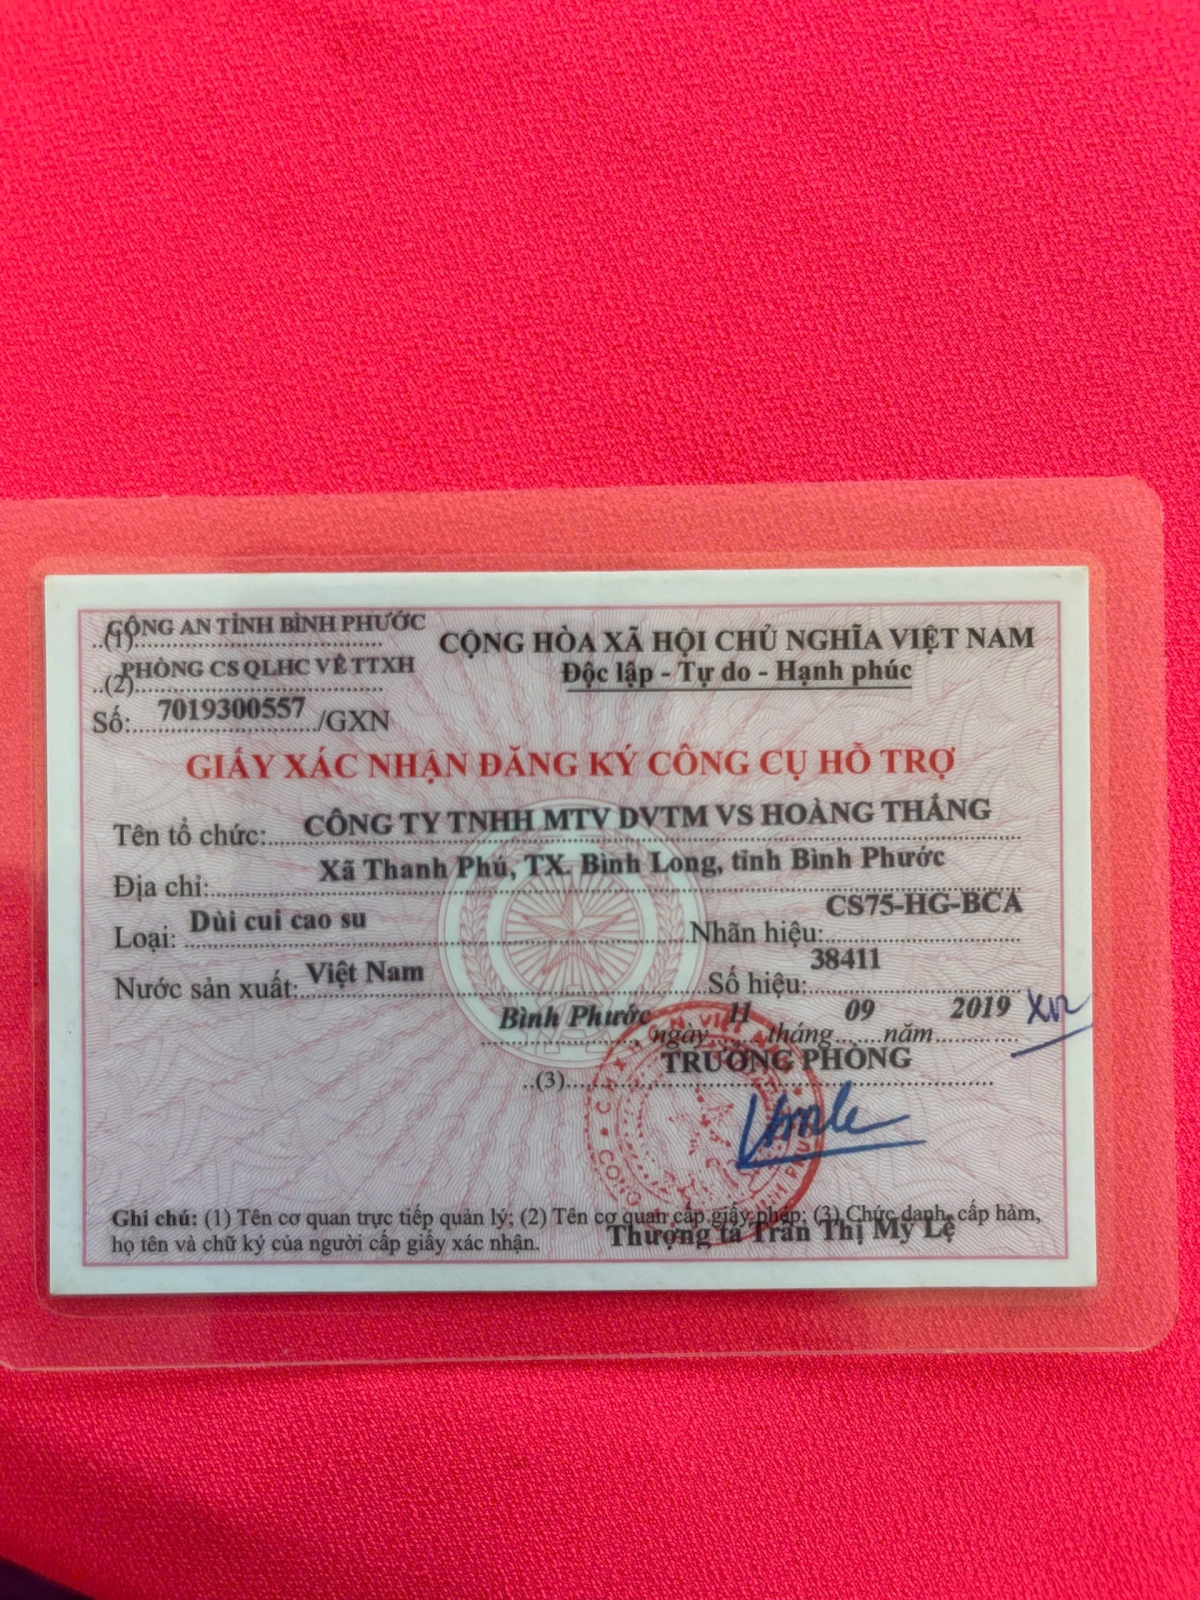 CÔNG AN TỈNH BÌNH PHƯỚC
..(1)..............................
PHÒNG CS QLHC VỀ TTXH
..(2)..............................
Số:..7019300557../GXN
CỘNG HÒA XÃ HỘI CHỦ NGHĨA VIỆT NAM
Độc lập - Tự do - Hạnh phúc
GIẤY XÁC NHẬN ĐĂNG KÝ CÔNG CỤ HỖ TRỢ
Tên tổ chức: CÔNG TY TNHH MTV DVTM VS HOÀNG THẮNG
Địa chỉ: Xã Thanh Phú, TX. Bình Long, tỉnh Bình Phước
Loại: Dùi cui cao su Nhãn hiệu: CS75-HG-BCA
Nước sản xuất: Việt Nam Số hiệu: 38411
Bình Phước, ngày 11 tháng 09 năm 2019
..(3).. TRƯỞNG PHÒNG
Ghi chú: (1) Tên cơ quan trực tiếp quản lý; (2) Tên cơ quan cấp giấy phép; (3) Chức danh, cấp hàm,
họ tên và chữ ký của người cấp giấy xác nhận.
Thượng tá Trần Thị Mỹ Lệ